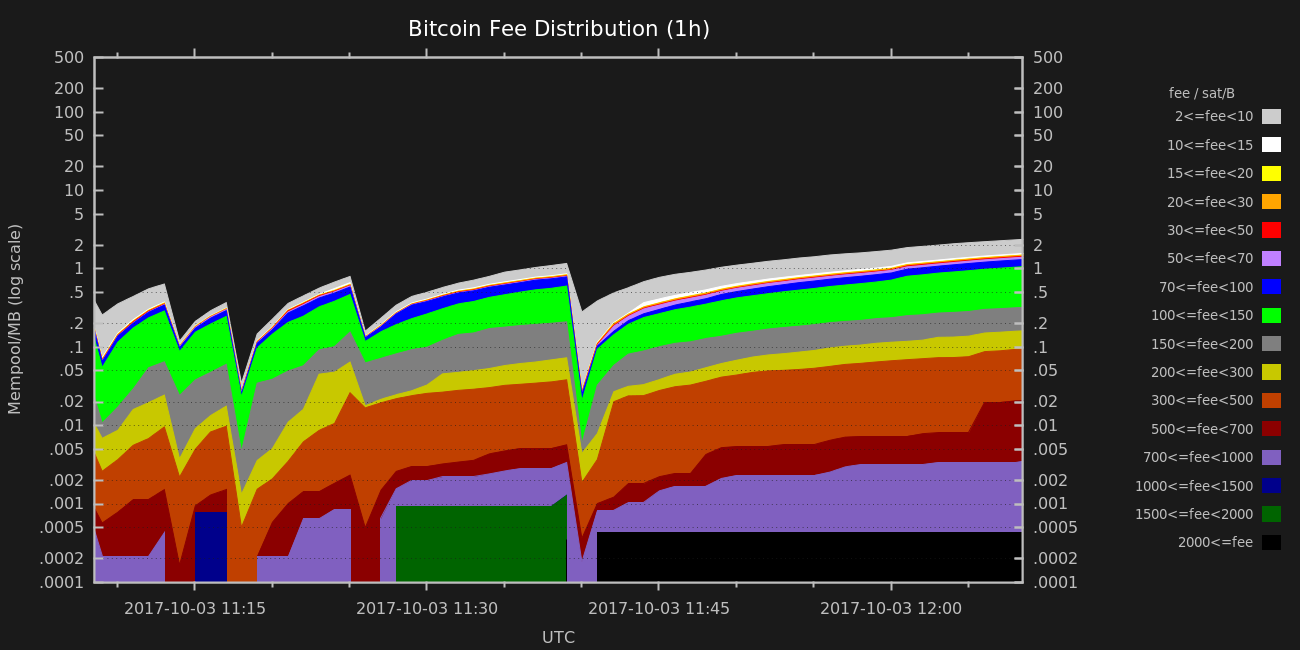 Bitcoin Fee Distribution (1h)
500
200
100
50
20
10
5
2
1
.5
.2
.1
.05
.02
.01
.005
.002
.001
.0005
.0002
.0001
Mempool/MB (log scale)
500
200
100
50
20
10
5
2
1
.5
.2
.1
.05
.02
.01
.005
.002
.001
.0005
.0002
.0001
2017-10-03 11:15
2017-10-03 11:30
2017-10-03 11:45
2017-10-03 12:00
UTC
fee / sat/B
2<=fee<10
10<=fee<15
15<=fee<20
20<=fee<30
30<=fee<50
50<=fee<70
70<=fee<100
100<=fee<150
150<=fee<200
200<=fee<300
300<=fee<500
500<=fee<700
700<=fee<1000
1000<=fee<1500
1500<=fee<2000
2000<=fee